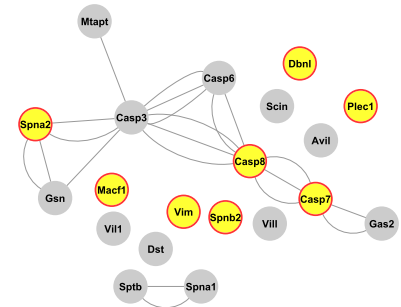 Mtapt
Dbnl
Casp6
Plec1
Scin
Casp3
Spna2
Avil
Casp8
Macf1
Gsn
Casp7
Vim
Spnb2
Vil1
Vill
Gas2
Dst
Sptb
Spna1